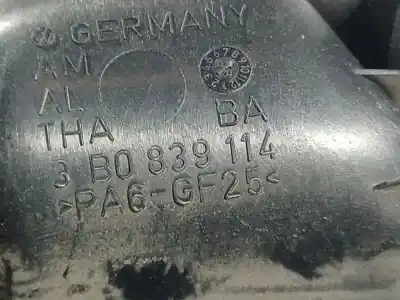 GERMANY
AM
AL
THA BA
3 B0 839 114
>PA6-GF25<